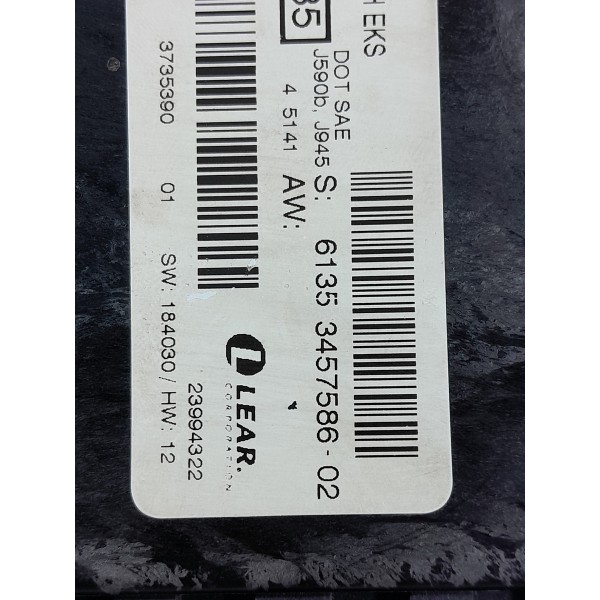 H EKS
35
DOT SAE
J590b, J945
4 5141
S: 6135 3457586-02
AW:
3735390 01 SW: 184030 / HW: 12
23994322
LEAR.
CORPORATION